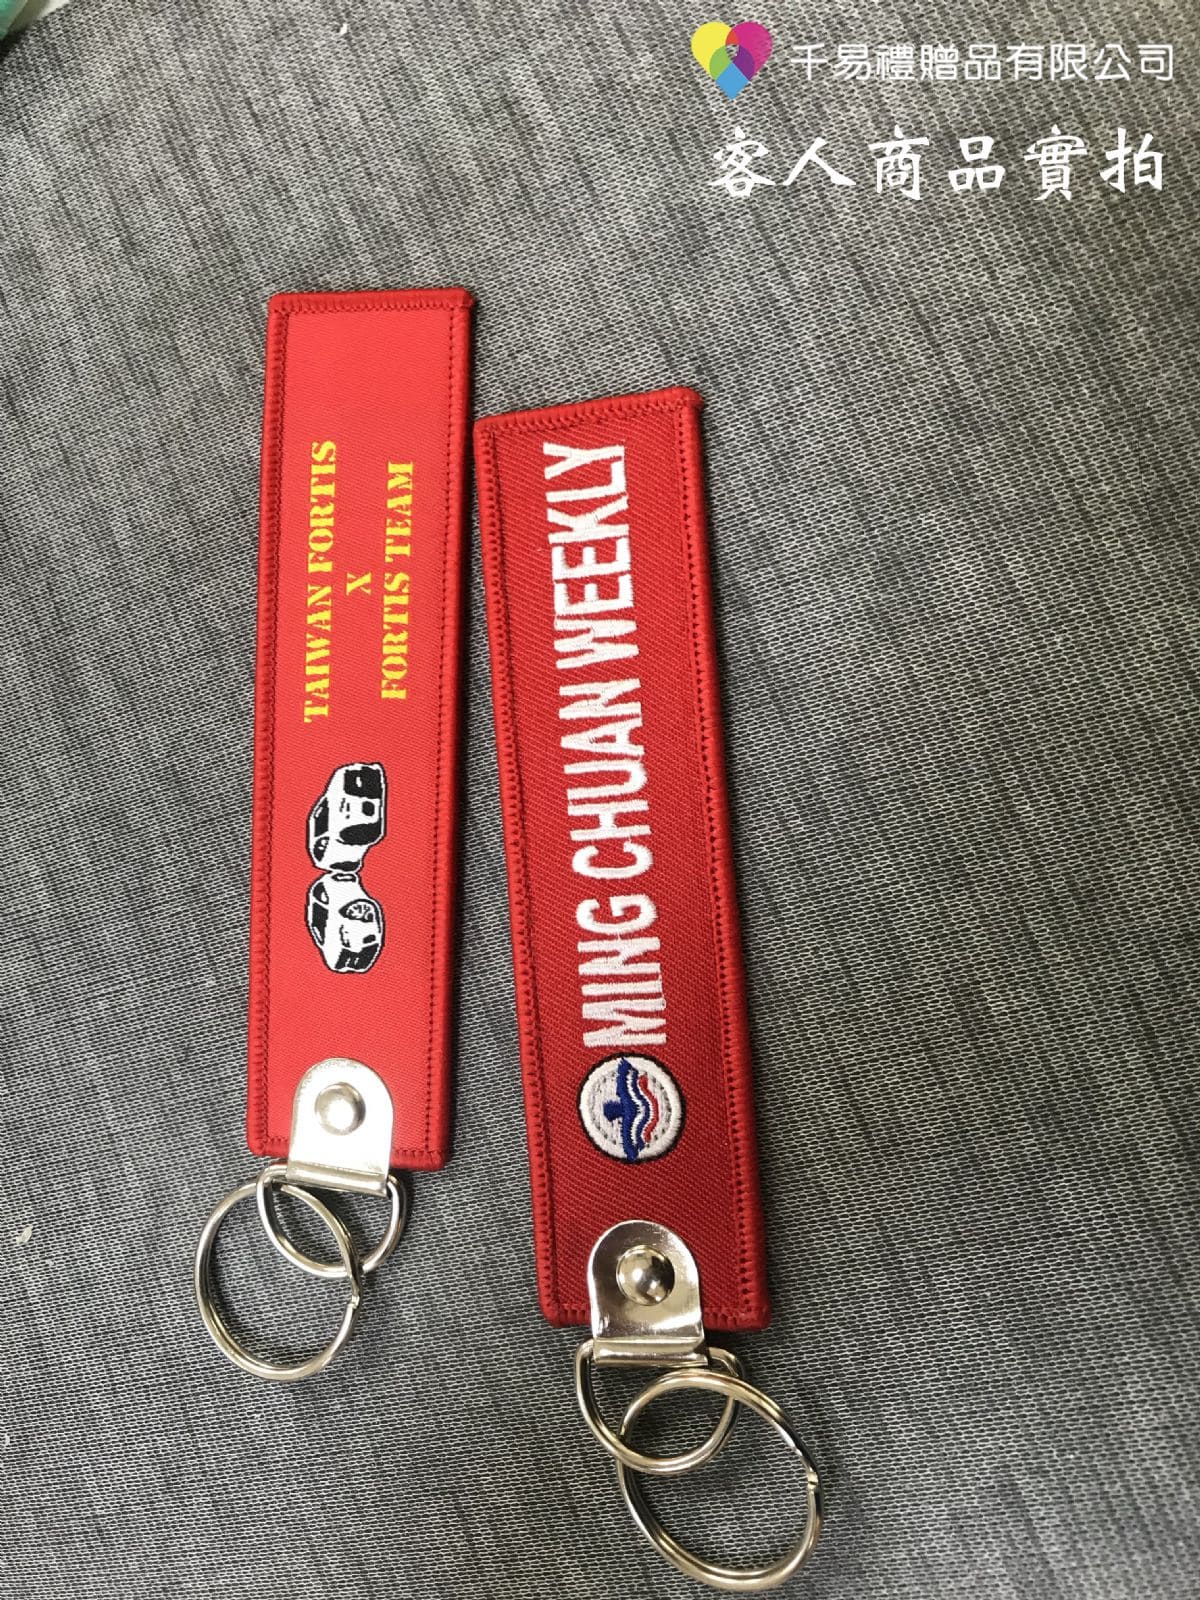 千易禮贈品有限公司
客人商品實拍
TAIWAN FORTIS
X
FORTIS TEAM
MING CHUAN WEEKLY